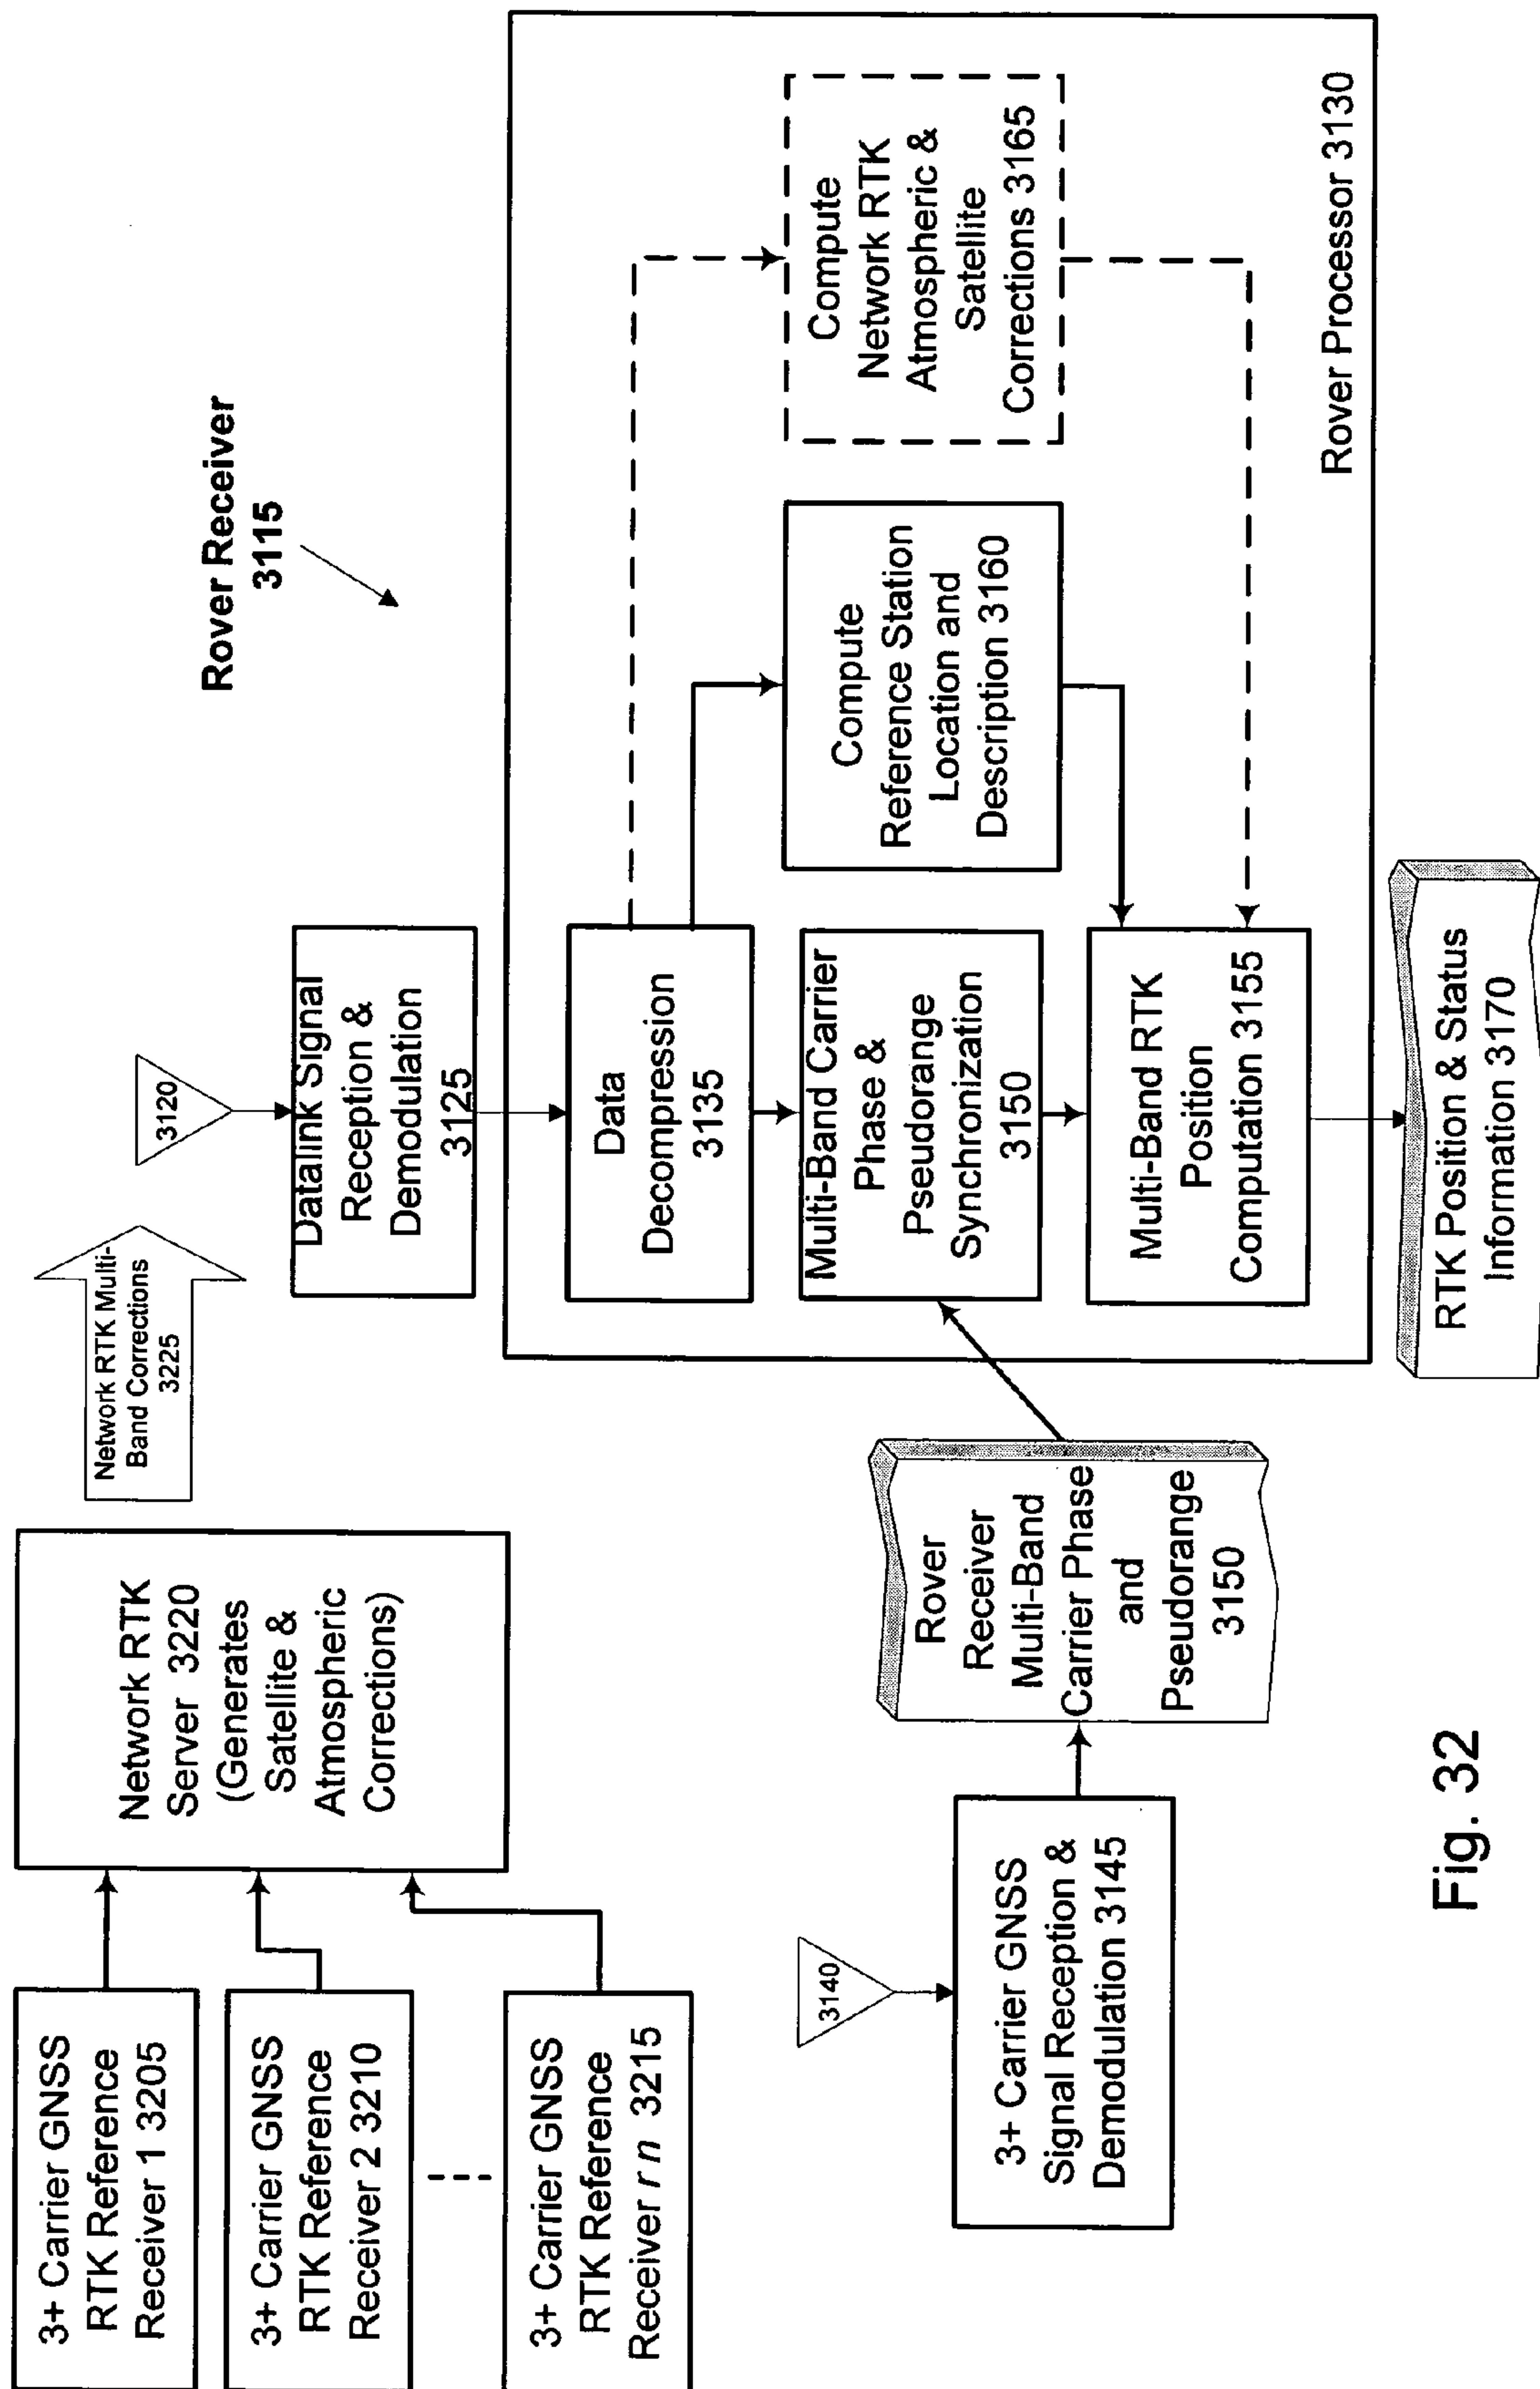 3+ Carrier GNSS
RTK Reference
Receiver 1 3205
3+ Carrier GNSS
RTK Reference
Receiver 2 3210
3+ Carrier GNSS
RTK Reference
Receiver r n 3215
Network RTK
Server 3220
(Generates
Satellite &
Atmospheric
Corrections)
Network RTK Multi-
Band Corrections
3225
3120
Rover Receiver
3115
Datalink Signal
Reception &
Demodulation
3125
Data
Decompression
3135
Multi-Band Carrier
Phase &
Pseudorange
Synchronization
3150
Multi-Band RTK
Position
Computation 3155
Compute
Reference Station
Location and
Description 3160
Compute
Network RTK
Atmospheric &
Satellite
Corrections 3165
Rover Processor 3130
3140
3+ Carrier GNSS
Signal Reception &
Demodulation 3145
Rover
Receiver
Multi-Band
Carrier Phase
and
Pseudorange
3150
RTK Position & Status
Information 3170
Fig. 32